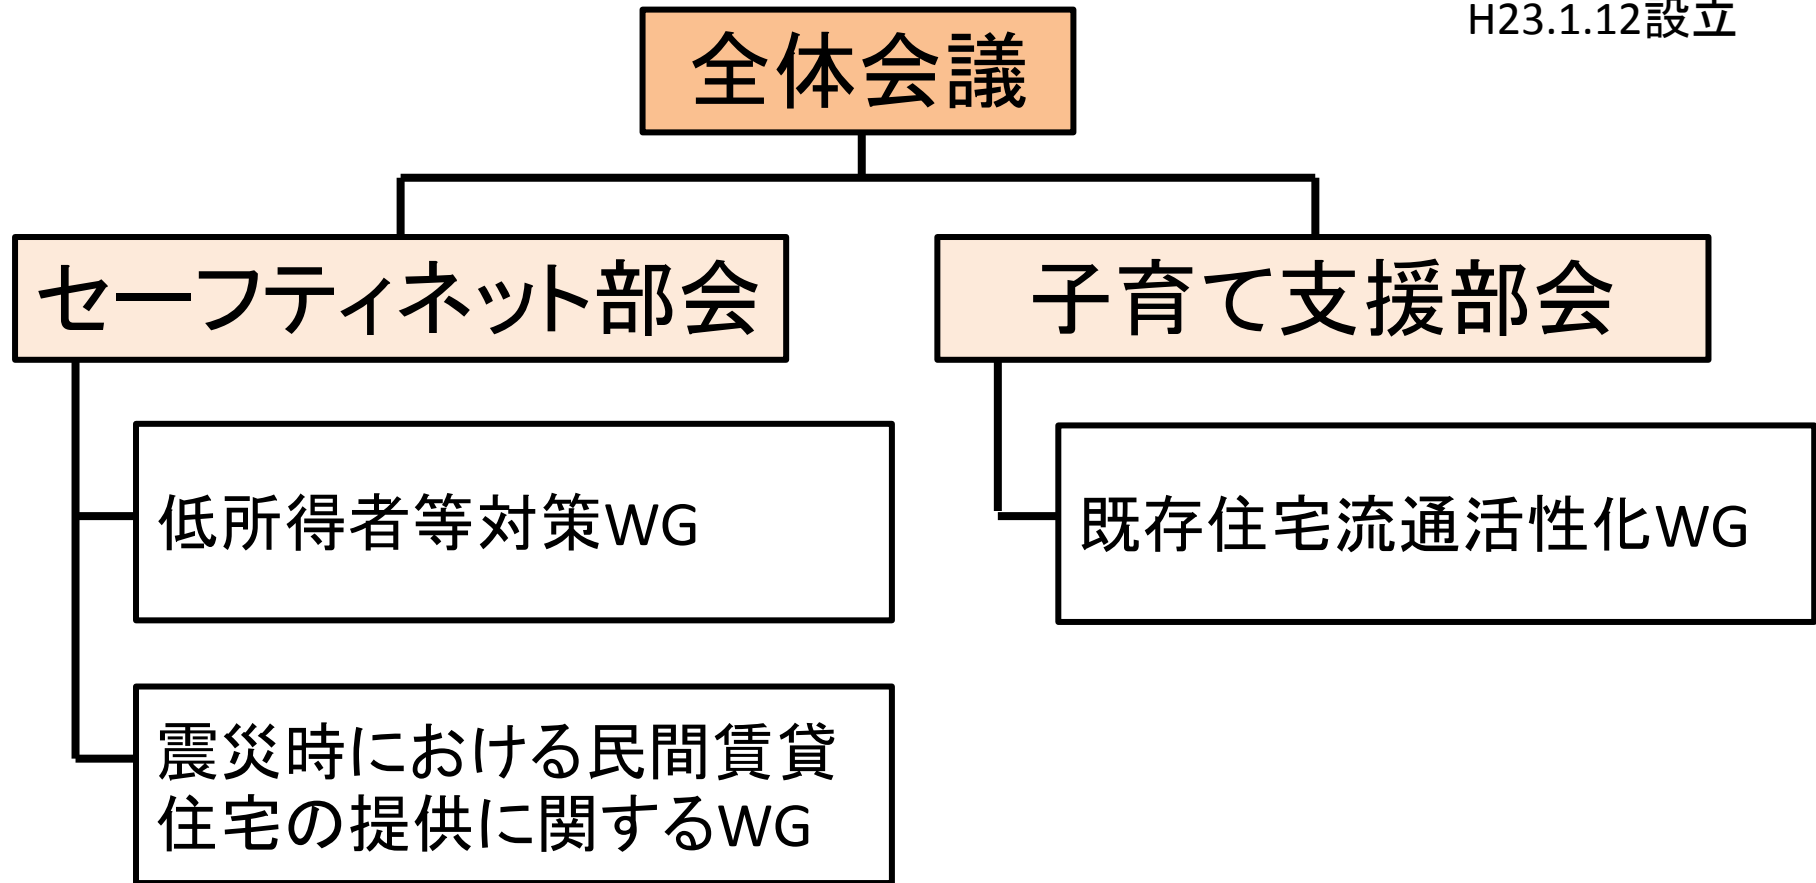 H23.1.12設立
全体会議
セーフティネット部会
子育て支援部会
低所得者等対策WG
既存住宅流通活性化WG
震災時における民間賃貸
住宅の提供に関するWG